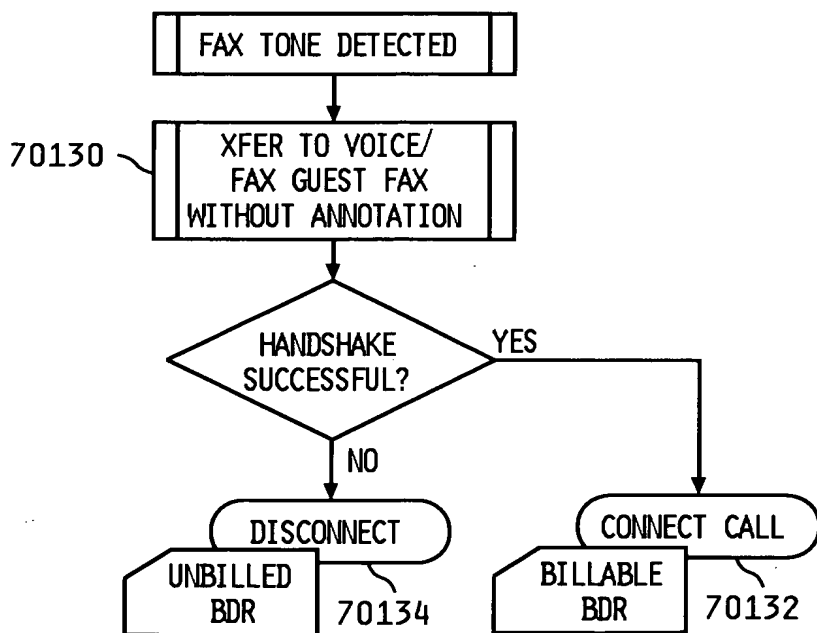 FAX TONE DETECTED
70130
XFER TO VOICE/
FAX GUEST FAX
WITHOUT ANNOTATION
HANDSHAKE
SUCCESSFUL?
YES
NO
DISCONNECT
UNBILLED
BDR
70134
CONNECT CALL
BILLABLE
BDR
70132